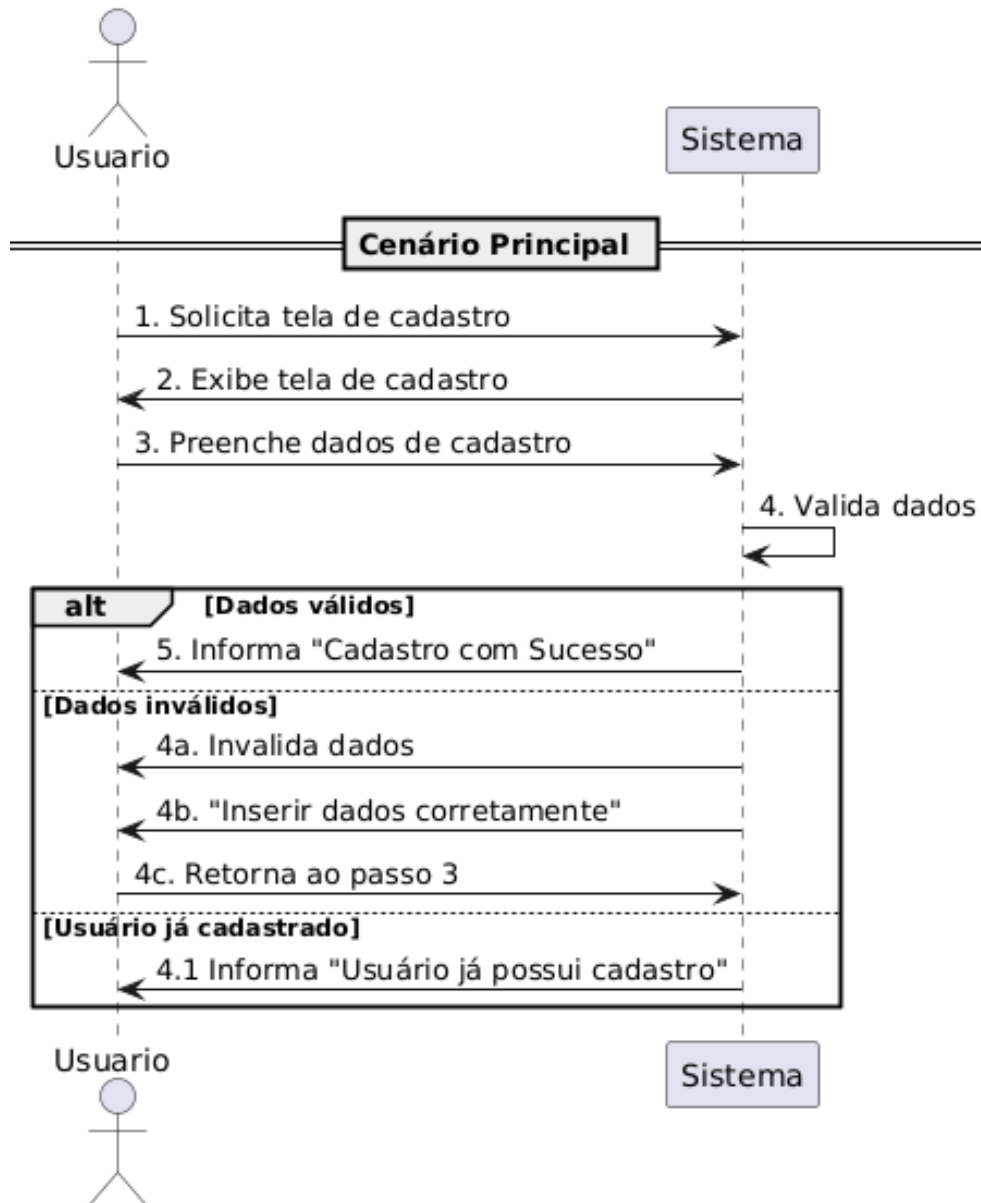 Usuario
Sistema
Cenário Principal
1. Solicita tela de cadastro
2. Exibe tela de cadastro
3. Preenche dados de cadastro
4. Valida dados
alt [Dados válidos]
5. Informa "Cadastro com Sucesso"
[Dados inválidos]
4a. Invalida dados
4b. "Inserir dados corretamente"
4c. Retorna ao passo 3
[Usuário já cadastrado]
4.1 Informa "Usuário já possui cadastro"
Usuario
Sistema